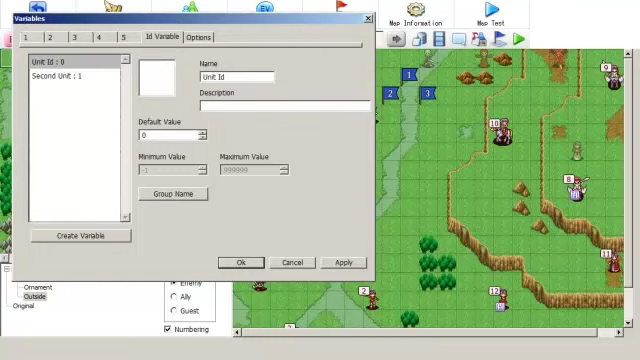 Variables
Map Information
Map Test
1
2
3
4
5
Id Variable
Options
Unit Id : 0
Second Unit : 1
Name
Unit Id
Description
Default Value
0
Minimum Value
Maximum Value
-1
999999
Group Name
Create Variable
Ok
Cancel
Apply
1
2
3
9
10
8
11
12
2
Ornament
Outside
Original
Enemy
Ally
Guest
Numbering